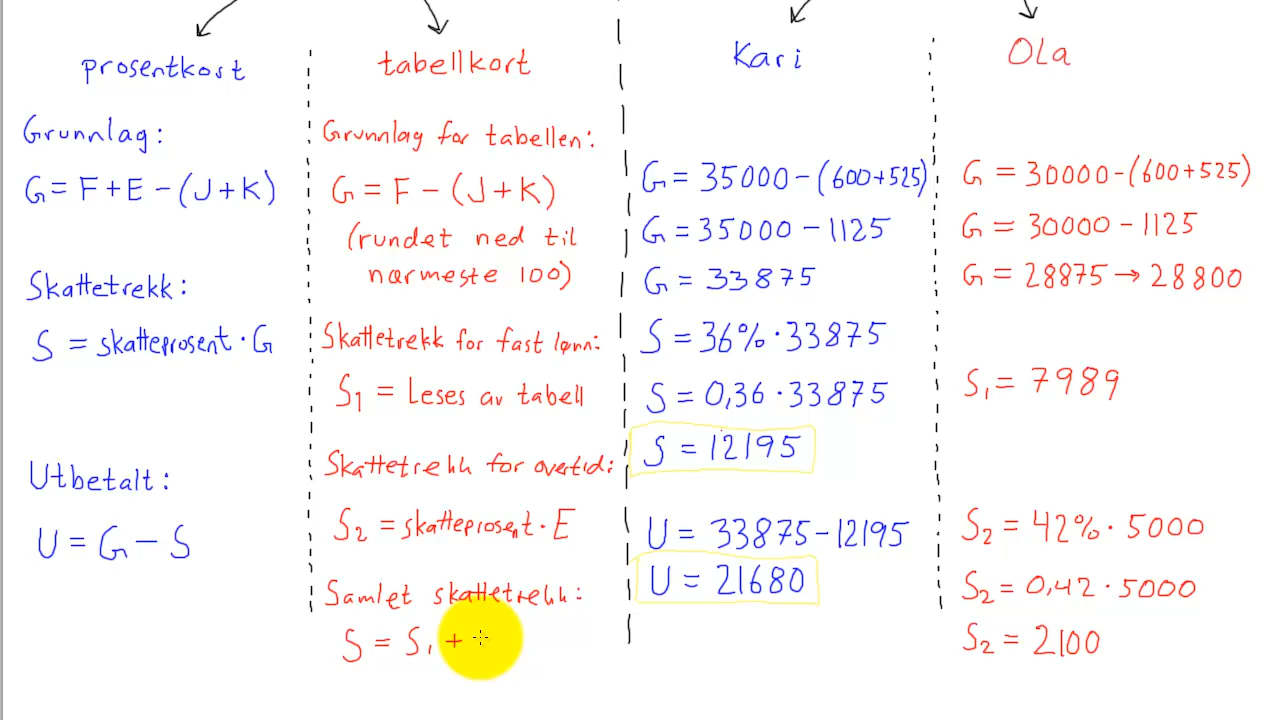 prosentkort
Grunnlag:
G = F + E - (J + K)
Skattetrekk:
S = skatteprosent · G
Utbetalt:
U = G - S
tabellkort
Grunnlag for tabellen:
G = F - (J + K)
(rundet ned til
nærmeste 100)
Skattetrekk for fast lønn:
S₁ = Leses av tabell
Skattetrekk for overtid:
S₂ = skatteprosent · E
Samlet skattetrekk:
S = S₁ +
Kari
G = 35000 - (600+525)
G = 35000 - 1125
G = 33875
S = 36% · 33875
S = 0,36 · 33875
S = 12195
U = 33875 - 12195
U = 21680
OLa
G = 30000 - (600+525)
G = 30000 - 1125
G = 28875 → 28800
S₁ = 7989
S₂ = 42% · 5000
S₂ = 0,42 · 5000
S₂ = 2100